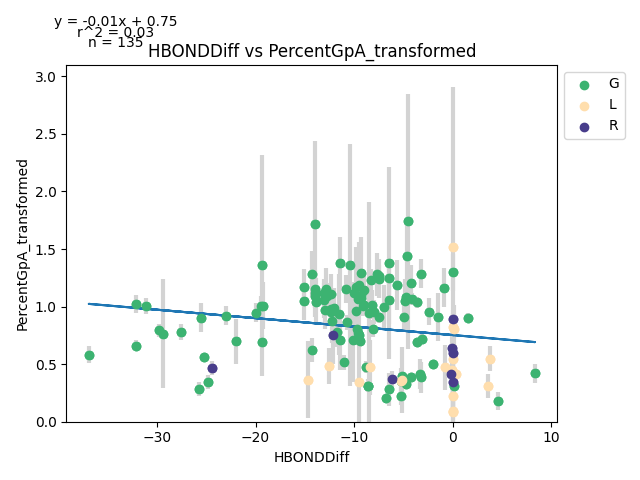 y = -0.01x + 0.75
r^2 = 0.03
n = 135
HBONDDiff vs PercentGpA_transformed
G
L
R
PercentGpA_transformed
3.0
2.5
2.0
1.5
1.0
0.5
0.0
−30
−20
−10
0
10
HBONDDiff